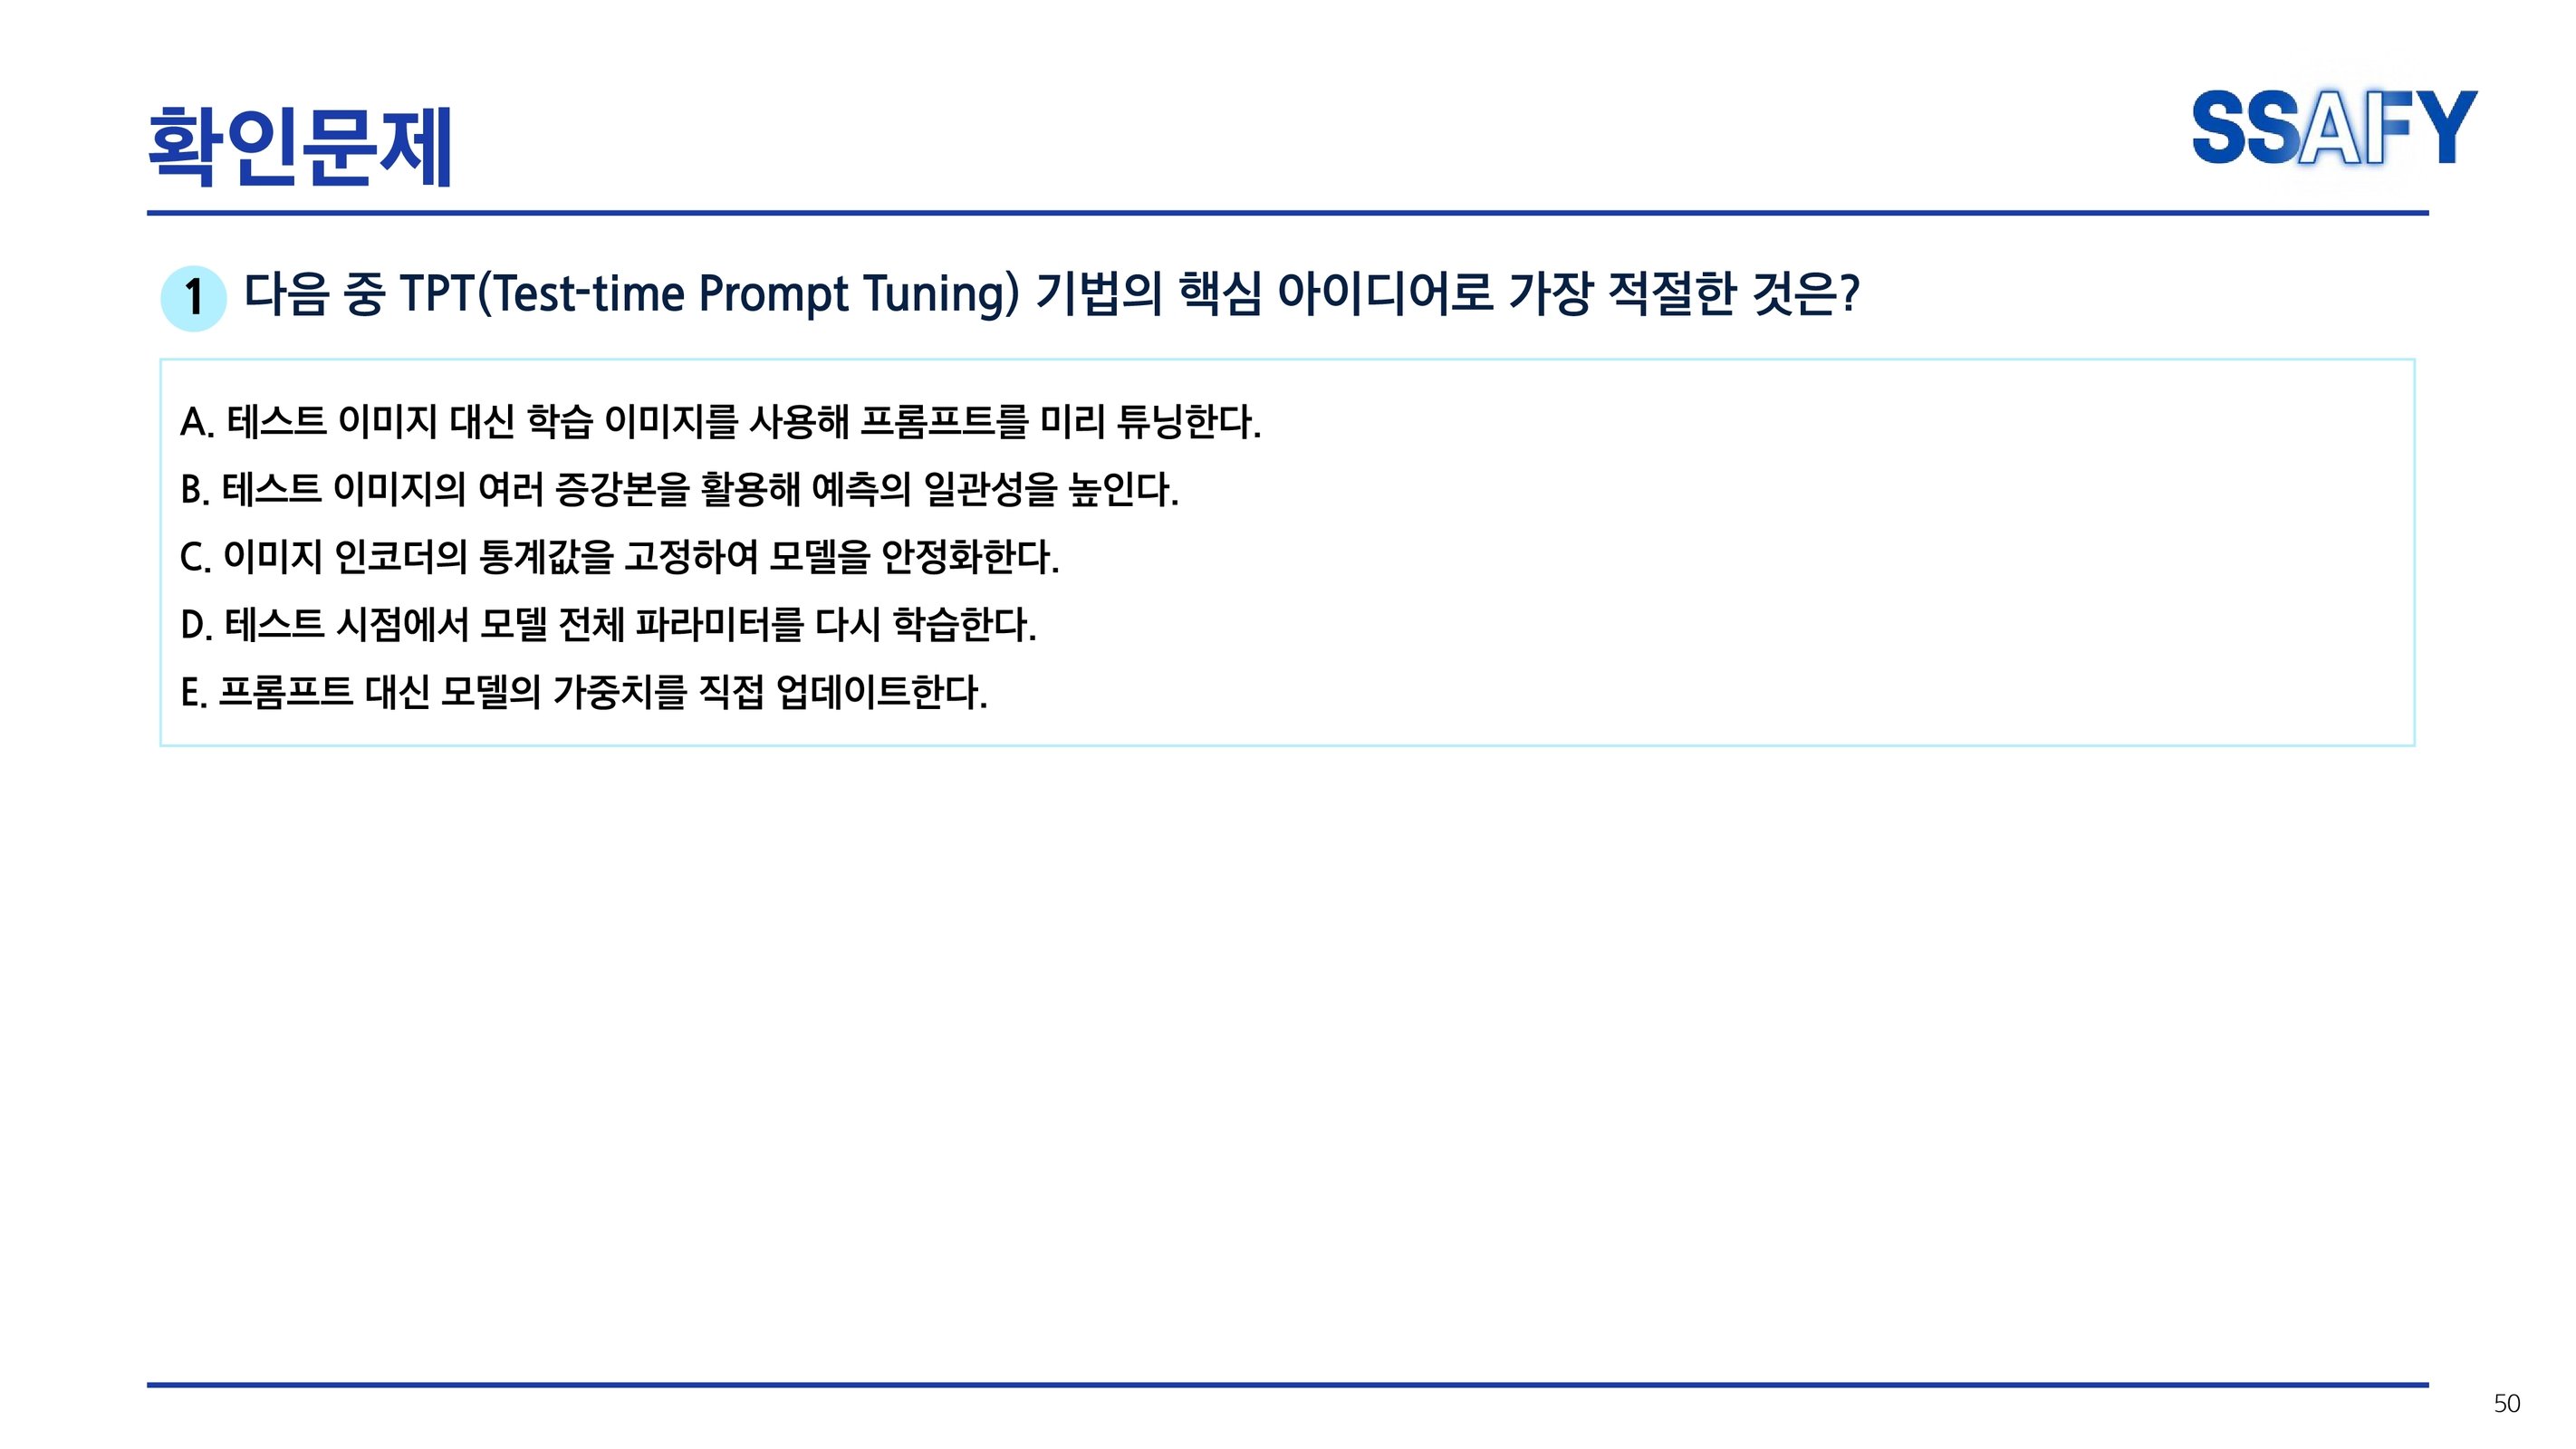 확인문제
SSAFY
1 다음 중 TPT(Test-time Prompt Tuning) 기법의 핵심 아이디어로 가장 적절한 것은?
A. 테스트 이미지 대신 학습 이미지를 사용해 프롬프트를 미리 튜닝한다.
B. 테스트 이미지의 여러 증강본을 활용해 예측의 일관성을 높인다.
C. 이미지 인코더의 통계값을 고정하여 모델을 안정화한다.
D. 테스트 시점에서 모델 전체 파라미터를 다시 학습한다.
E. 프롬프트 대신 모델의 가중치를 직접 업데이트한다.
50